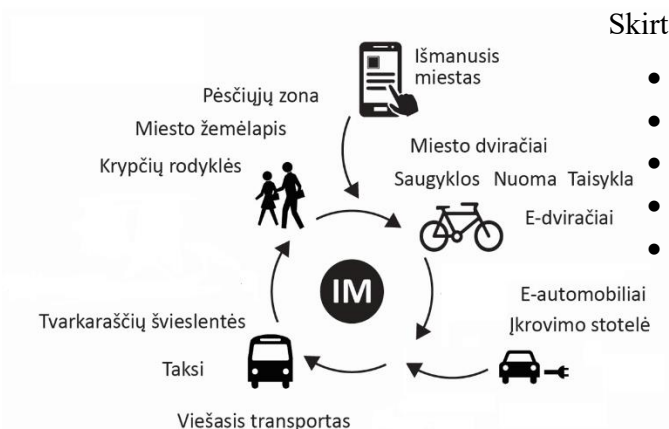 Skirt
Išmanusis
miestas
Pėsčiųjų zona
Miesto žemėlapis
Krypčių rodyklės
Miesto dviračiai
Saugyklos Nuoma Taisykla
E-dviračiai
IM
E-automobiliai
Įkrovimo stotelė
Tvarkaraščių švieslentės
Taksi
Viešasis transportas